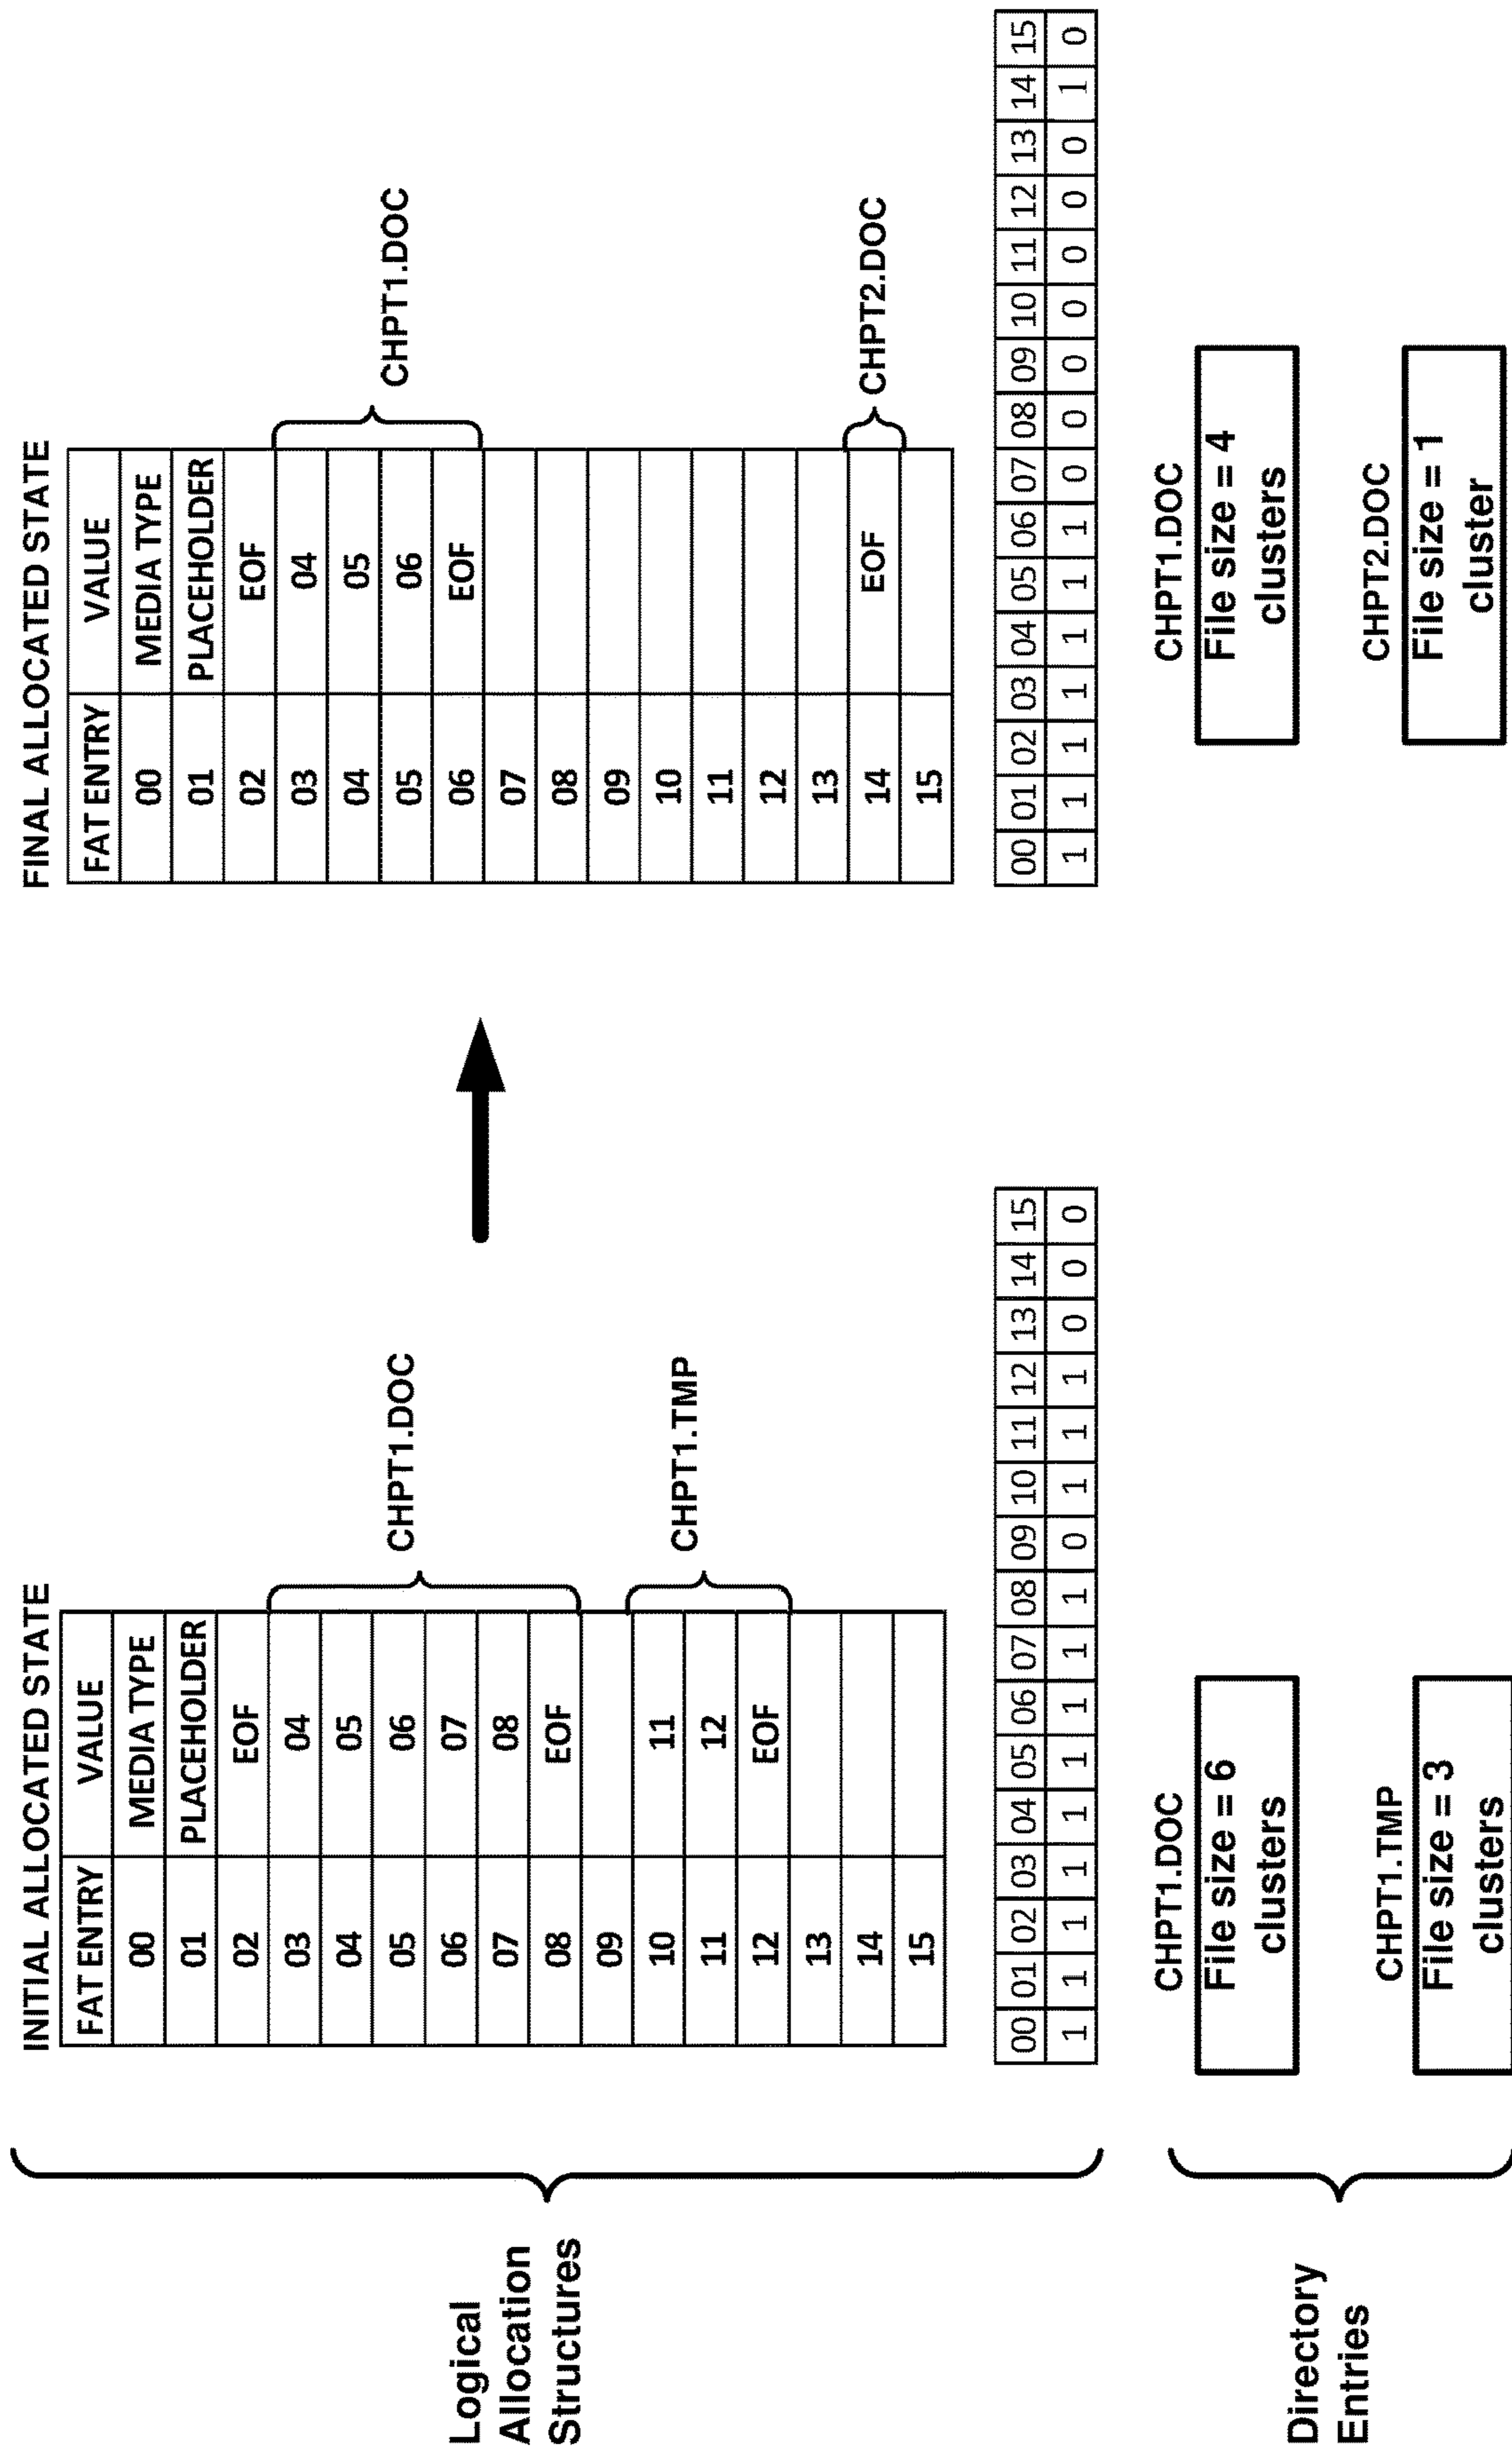 INITIAL ALLOCATED STATE
FAT ENTRY VALUE
00 MEDIA TYPE
01 PLACEHOLDER
02 EOF
03 04
04 05
05 06
06 07
07 08
08 EOF
09
10 11
11 12
12 EOF
13
14
15
CHPT1.DOC
CHPT1.TMP
00 01 02 03 04 05 06 07 08 09 10 11 12 13 14 15
1 1 1 1 1 1 1 1 1 0 1 1 1 0 0 0
Logical
Allocation
Structures
FINAL ALLOCATED STATE
FAT ENTRY VALUE
00 MEDIA TYPE
01 PLACEHOLDER
02 EOF
03 04
04 05
05 06
06 EOF
07
08
09
10
11
12
13
14 EOF
15
CHPT1.DOC
CHPT2.DOC
00 01 02 03 04 05 06 07 08 09 10 11 12 13 14 15
1 1 1 1 1 1 1 0 0 0 0 0 0 0 1 0
Directory
Entries
CHPT1.DOC
File size = 6
clusters
CHPT1.TMP
File size = 3
clusters
CHPT1.DOC
File size = 4
clusters
CHPT2.DOC
File size = 1
cluster